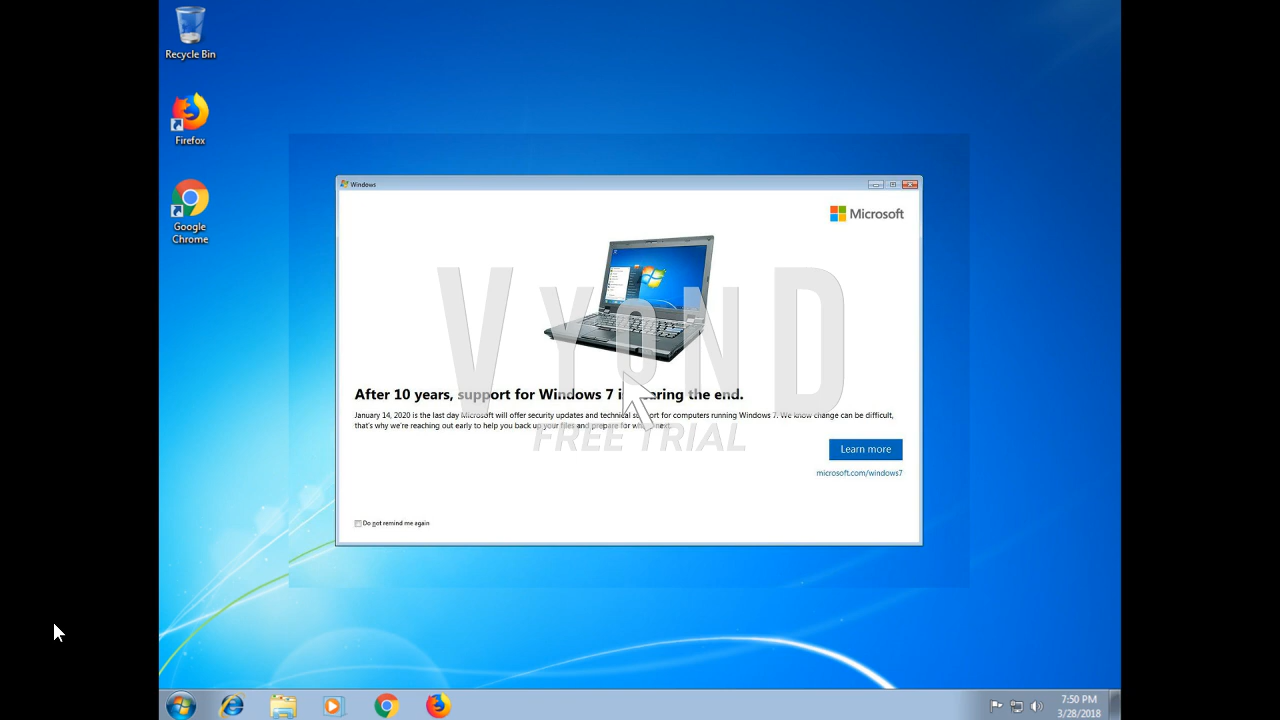 Recycle Bin
Firefox
Google
Chrome
Windows
Microsoft
VYOND
FREE TRIAL
After 10 years, support for Windows 7 is nearing the end.
January 14, 2020 is the last day Microsoft will offer security updates and technical support for computers running Windows 7. We know change can be difficult,
that's why we're reaching out early to help you back up your files and prepare for what's next.
Learn more
microsoft.com/windows7
Do not remind me again
7:50 PM
3/28/2018